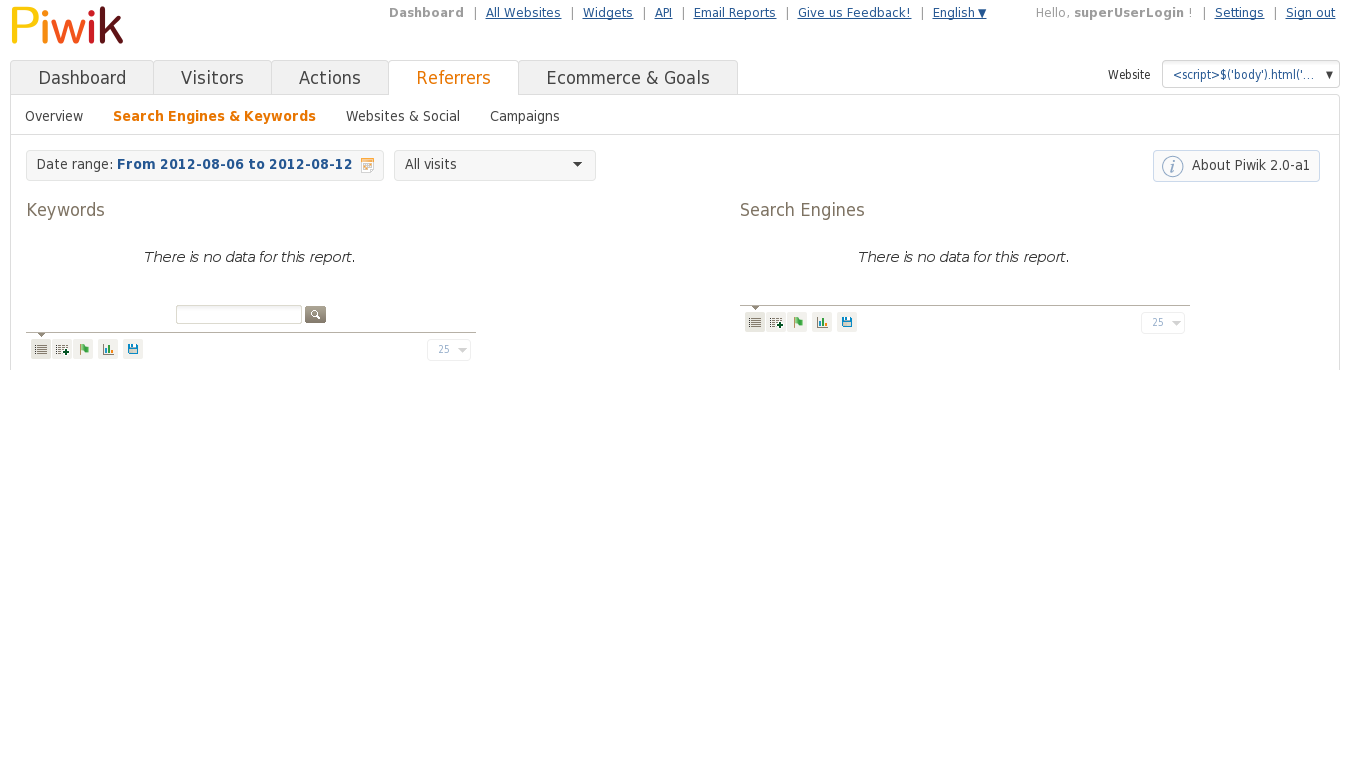 Piwik
Dashboard | All Websites | Widgets | API | Email Reports | Give us Feedback! | English ▼ Hello, superUserLogin ! | Settings | Sign out
Dashboard Visitors Actions Referrers Ecommerce & Goals
Website <script>$('body').html('... ▼
Overview Search Engines & Keywords Websites & Social Campaigns
Date range: From 2012-08-06 to 2012-08-12 All visits
About Piwik 2.0-a1
Keywords
There is no data for this report.
25
Search Engines
There is no data for this report.
25